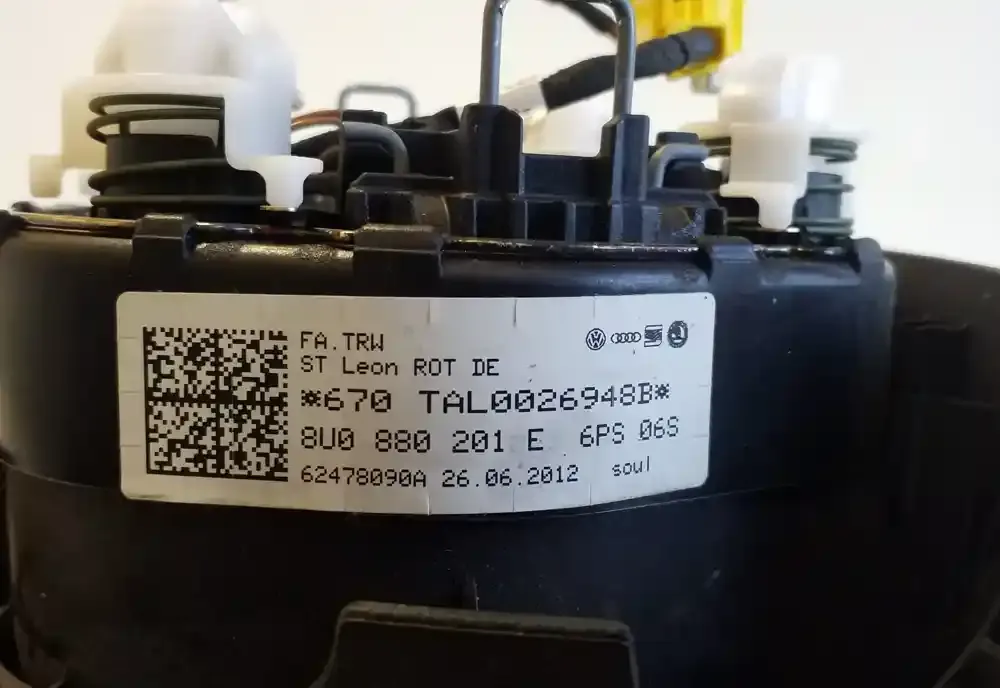 FA.TRW
ST Leon ROT DE
*670 TAL0026948B*
8U0 880 201 E 6PS 06S
62478090A 26.06.2012 soul